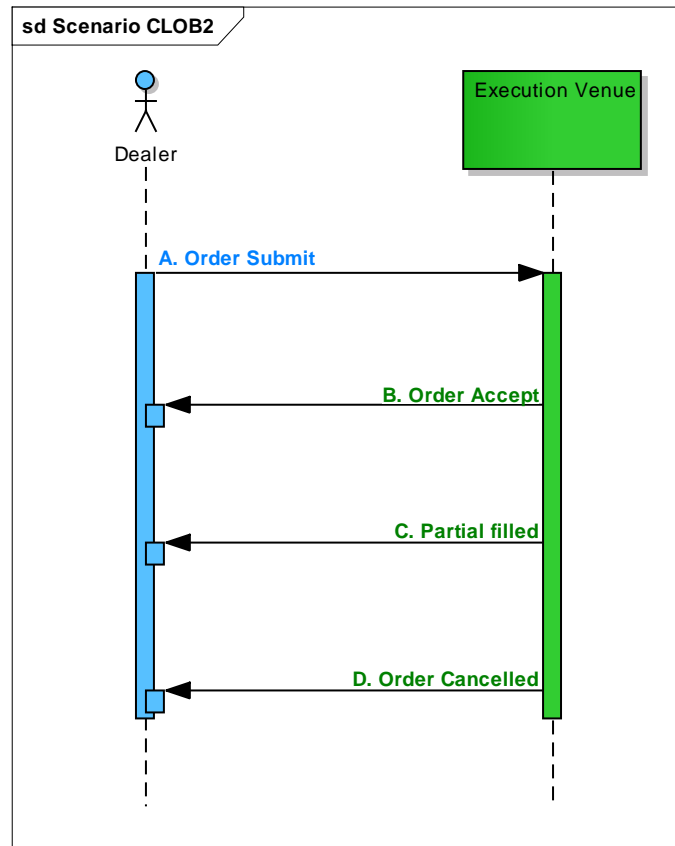 sd Scenario CLOB2
Execution Venue
Dealer
A. Order Submit
B. Order Accept
C. Partial filled
D. Order Cancelled